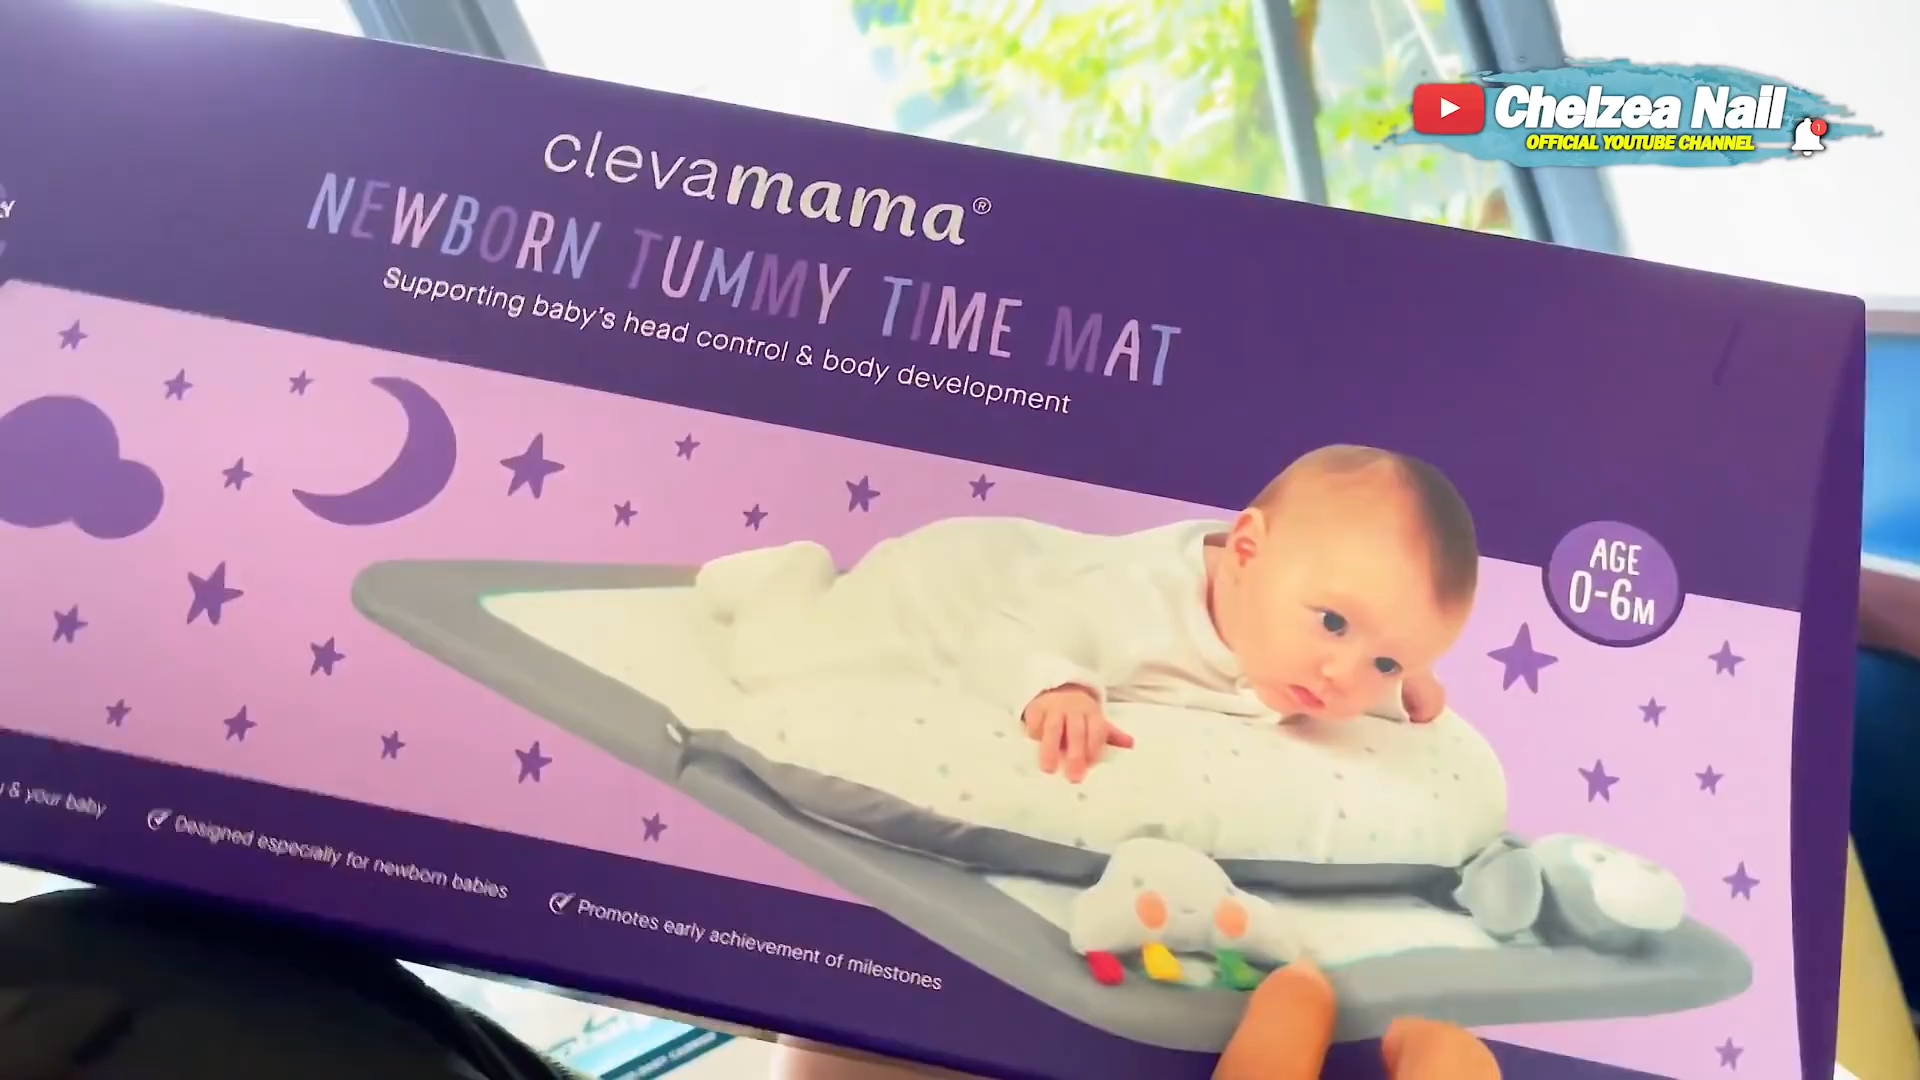 Chelzea Nail
OFFICIAL YOUTUBE CHANNEL
clevamama®
NEWBORN TUMMY TIME MAT
Supporting baby's head control & body development
AGE
0-6M
& your baby
Designed especially for newborn babies
Promotes early achievement of milestones